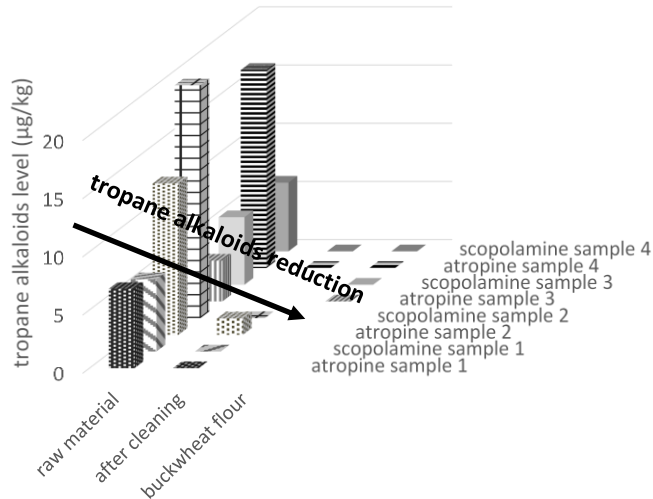 tropane alkaloids level (µg/kg)
20
15
10
5
0
tropane alkaloids reduction
scopolamine sample 4
atropine sample 4
scopolamine sample 3
atropine sample 3
scopolamine sample 2
atropine sample 2
scopolamine sample 1
atropine sample 1
raw material
after cleaning
buckwheat flour